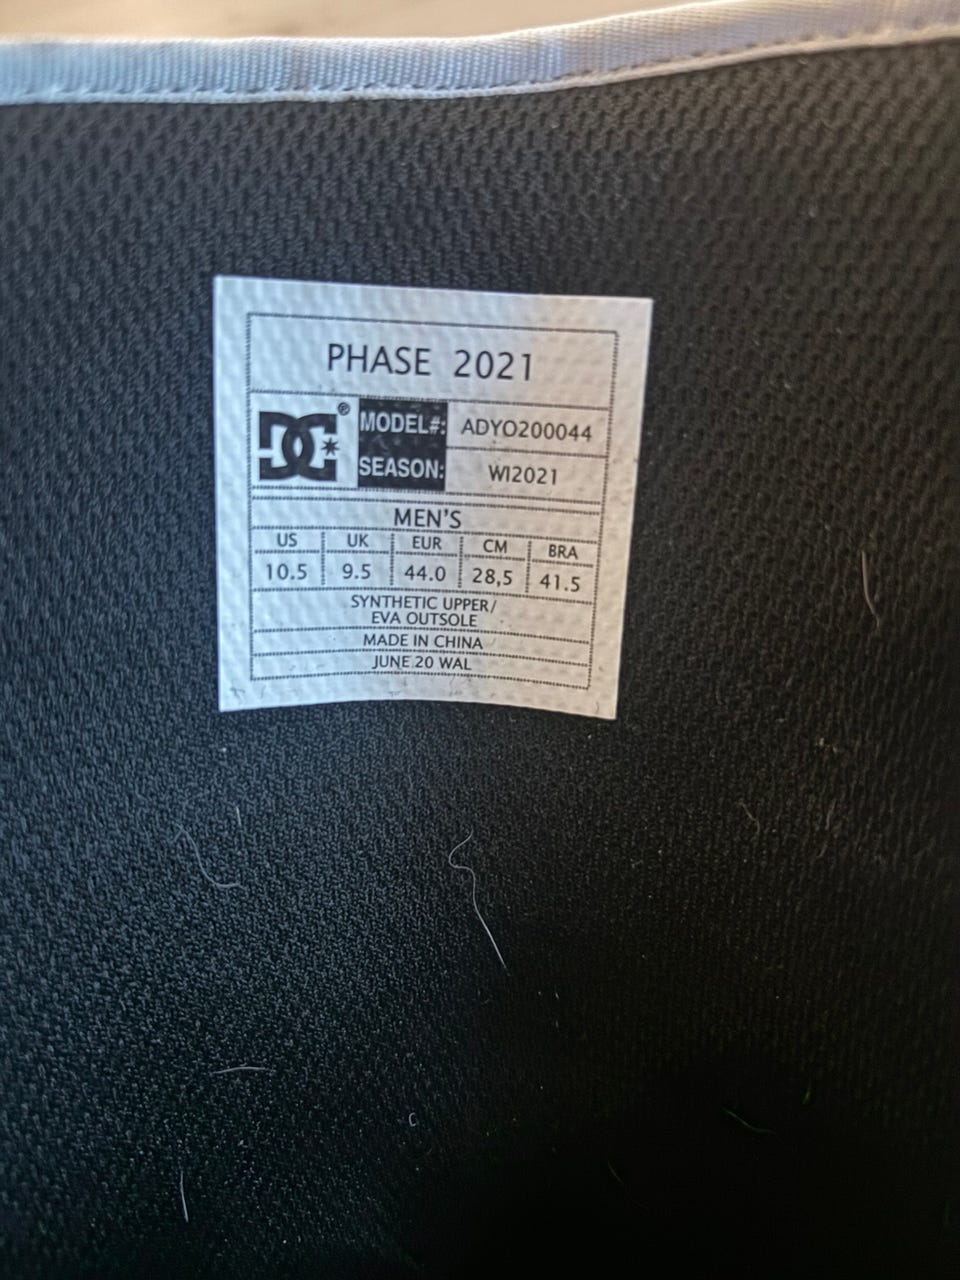 PHASE 2021
DC®
MODEL#: ADYO200044
SEASON: WI2021
MEN'S
US UK EUR CM BRA
10.5 9.5 44.0 28,5 41.5
SYNTHETIC UPPER/
EVA OUTSOLE
MADE IN CHINA
JUNE 20 WAL